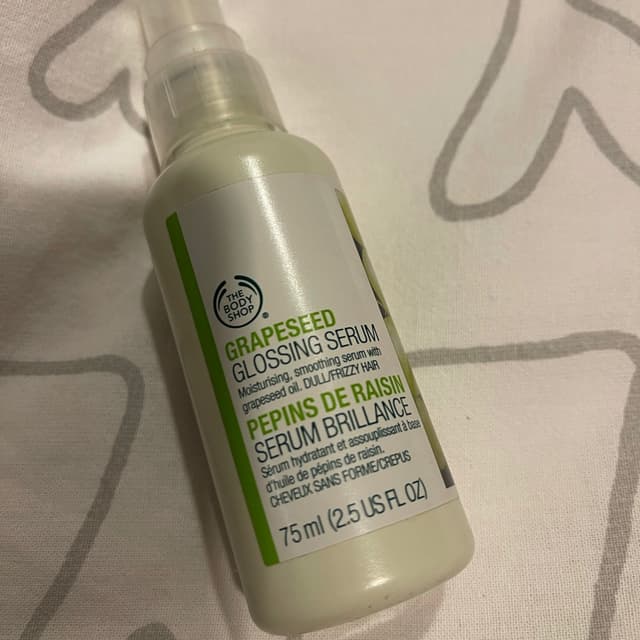 THE
BODY
SHOP®
GRAPESEED
GLOSSING SERUM
Moisturising, smoothing serum with
grapeseed oil. DULL/FRIZZY HAIR
PEPINS DE RAISIN
SERUM BRILLANCE
Sérum hydratant et assouplissant à base
d'huile de pépins de raisin.
CHEVEUX SANS FORME/CREPUS
75 ml (2.5 US FL OZ)